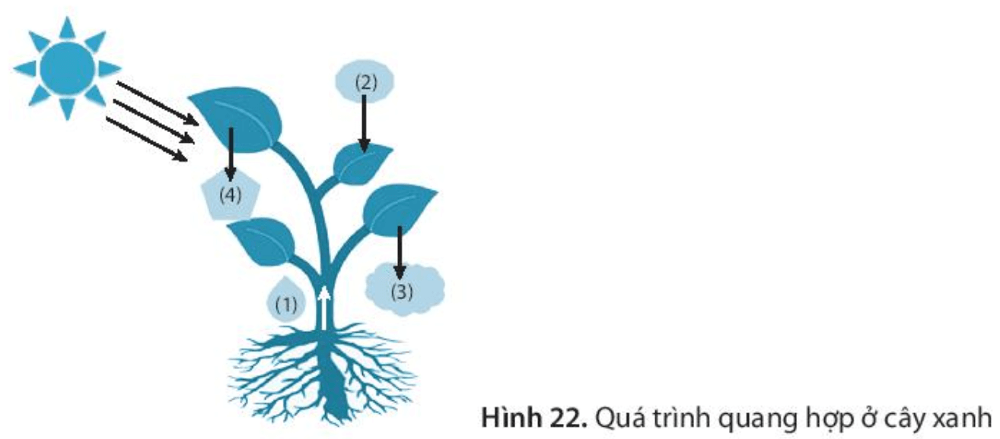 (2)
(4)
(3)
(1)
Hình 22. Quá trình quang hợp ở cây xanh